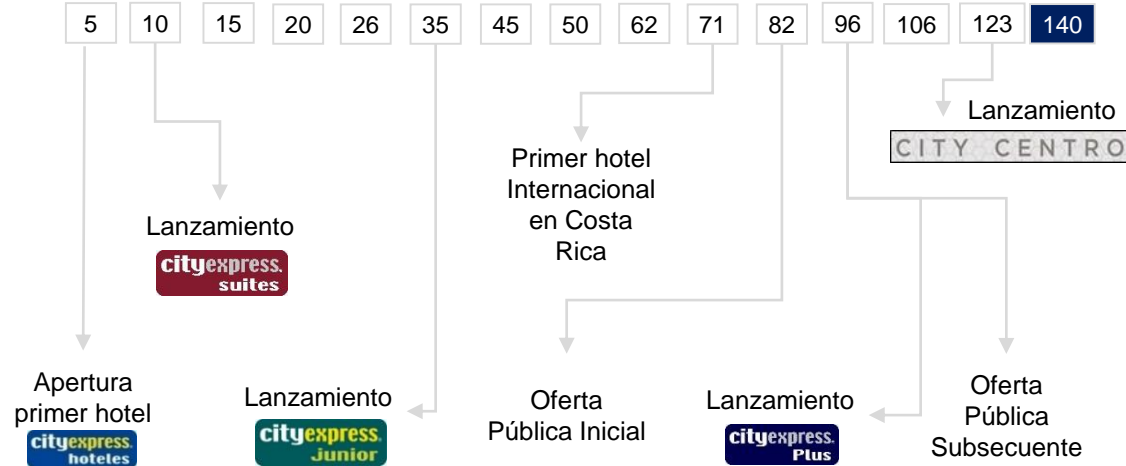 5 10 15 20 26 35 45 50 62 71 82 96 106 123 140
Lanzamiento
CITY CENTRO
Primer hotel
Internacional
en Costa
Rica
Lanzamiento
cityexpress.
suites
Apertura
primer hotel
cityexpress.
hoteles
Lanzamiento
cityexpress.
Junior
Oferta
Pública Inicial
Lanzamiento
cityexpress.
Plus
Oferta
Pública
Subsecuente